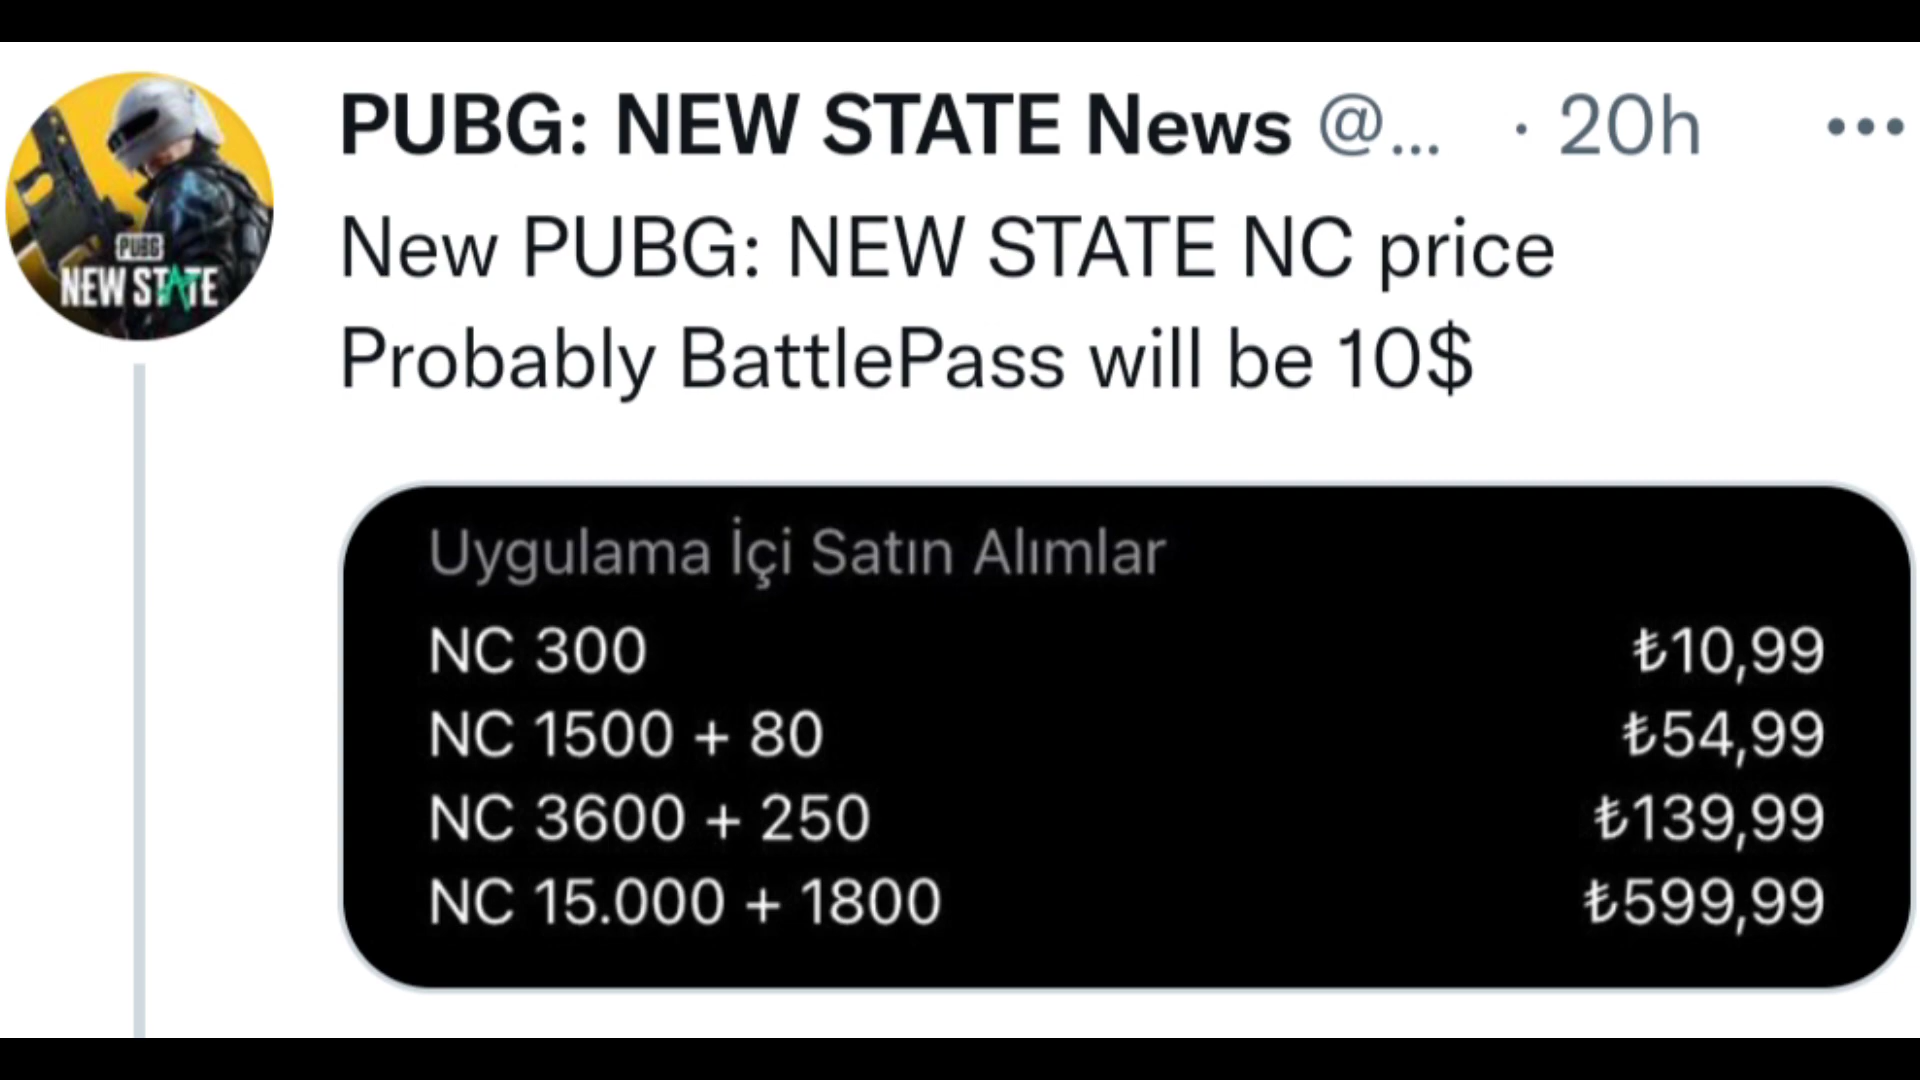 PUBG: NEW STATE News @... · 20h ...
New PUBG: NEW STATE NC price
Probably BattlePass will be 10$
PUBG
NEW STATE
Uygulama İçi Satın Alımlar
NC 300 ₺10,99
NC 1500 + 80 ₺54,99
NC 3600 + 250 ₺139,99
NC 15.000 + 1800 ₺599,99